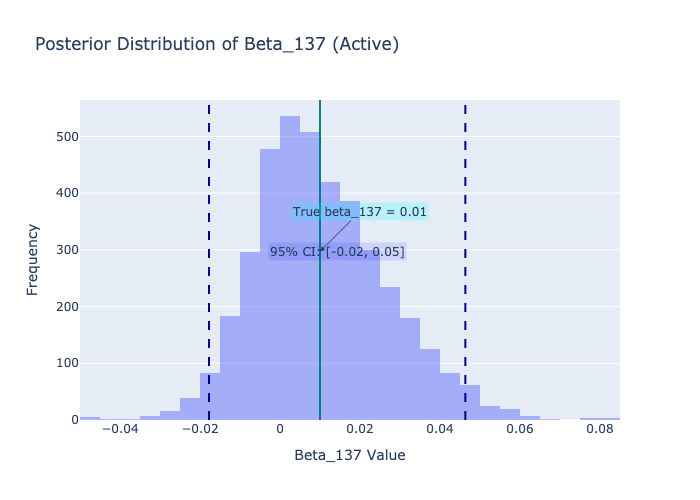 Posterior Distribution of Beta_137 (Active)
500
400
True beta_137 = 0.01
300
95% CI: [-0.02, 0.05]
200
100
0
−0.04
−0.02
0
0.02
0.04
0.06
0.08
Frequency
Beta_137 Value